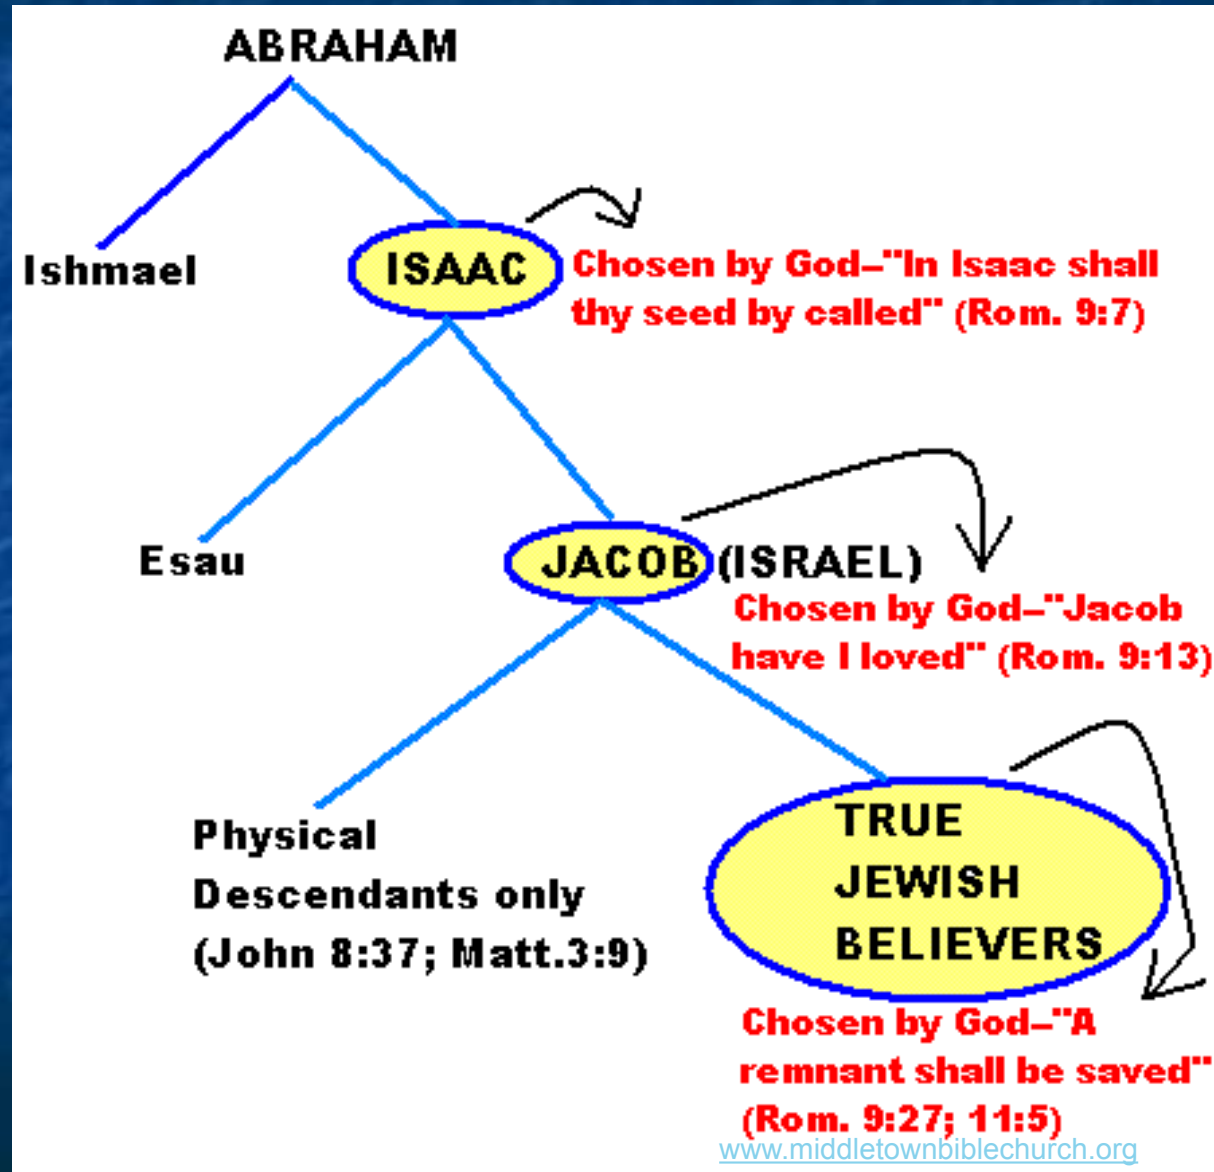 ABRAHAM
Ishmael
ISAAC
Chosen by God–"In Isaac shall
thy seed by called" (Rom. 9:7)
Esau
JACOB (ISRAEL)
Chosen by God–"Jacob
have I loved" (Rom. 9:13)
Physical
Descendants only
(John 8:37; Matt.3:9)
TRUE
JEWISH
BELIEVERS
Chosen by God–"A
remnant shall be saved"
(Rom. 9:27; 11:5)
www.middletownbiblechurch.org